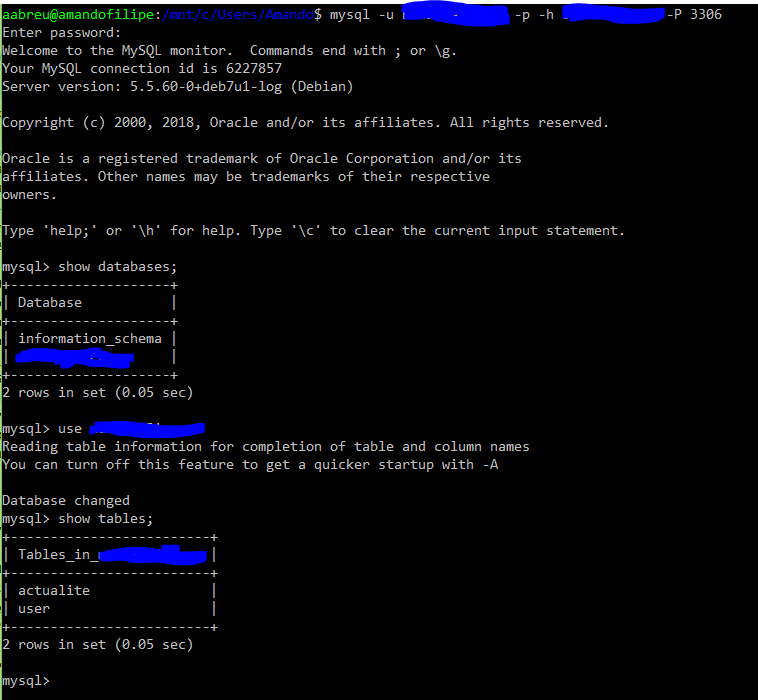 aabreu@amandofilipe:/mnt/c/Users/Amando$ mysql -u -p -h -P 3306
Enter password:
Welcome to the MySQL monitor.  Commands end with ; or \g.
Your MySQL connection id is 6227857
Server version: 5.5.60-0+deb7u1-log (Debian)
Copyright (c) 2000, 2018, Oracle and/or its affiliates. All rights reserved.
Oracle is a registered trademark of Oracle Corporation and/or its
affiliates. Other names may be trademarks of their respective
owners.
Type 'help;' or '\h' for help. Type '\c' to clear the current input statement.
mysql> show databases;
+--------------------+
| Database           |
+--------------------+
| information_schema |
|                    |
+--------------------+
2 rows in set (0.05 sec)
mysql> use
Reading table information for completion of table and column names
You can turn off this feature to get a quicker startup with -A
Database changed
mysql> show tables;
+-------------------------+
| Tables_in_              |
+-------------------------+
| actualite               |
| user                    |
+-------------------------+
2 rows in set (0.05 sec)
mysql>